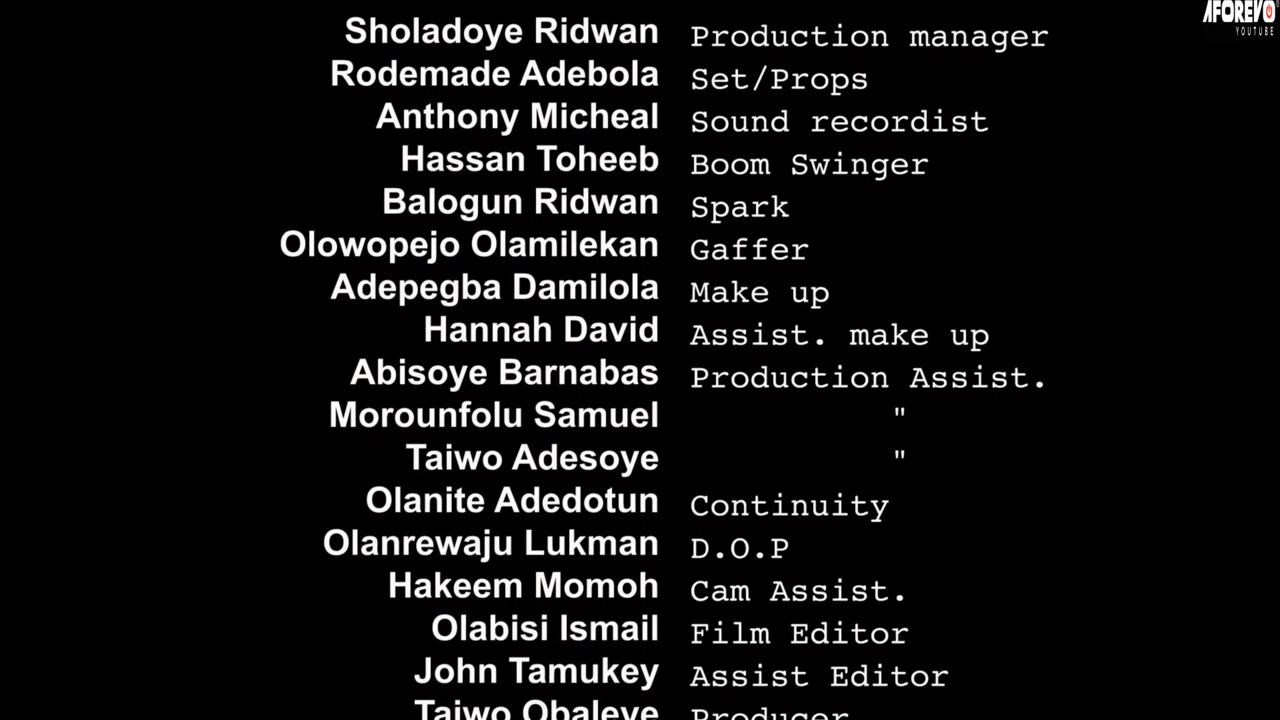 AFOREVO
YOUTUBE
Sholadoye Ridwan Production manager
Rodemade Adebola Set/Props
Anthony Micheal Sound recordist
Hassan Toheeb Boom Swinger
Balogun Ridwan Spark
Olowopejo Olamilekan Gaffer
Adepegba Damilola Make up
Hannah David Assist. make up
Abisoye Barnabas Production Assist.
Morounfolu Samuel "
Taiwo Adesoye "
Olanite Adedotun Continuity
Olanrewaju Lukman D.O.P
Hakeem Momoh Cam Assist.
Olabisi Ismail Film Editor
John Tamukey Assist Editor
Taiwo Obaleye Producer